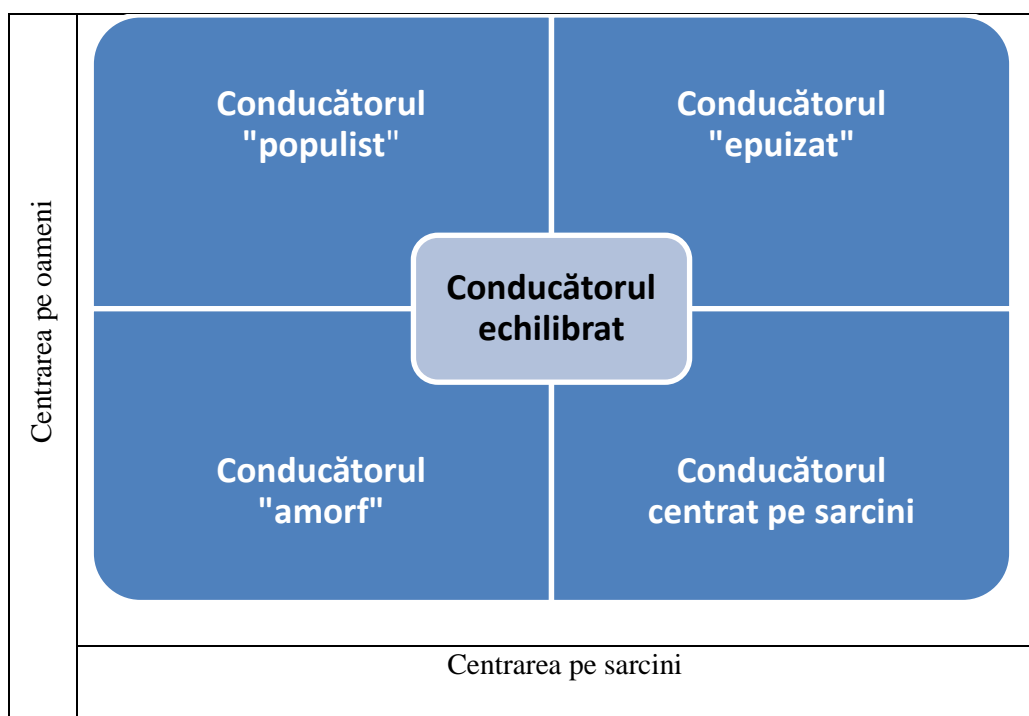 Centrarea pe oameni
Conducătorul
"populist"
Conducătorul
"epuizat"
Conducătorul
echilibrat
Conducătorul
"amorf"
Conducătorul
centrat pe sarcini
Centrarea pe sarcini